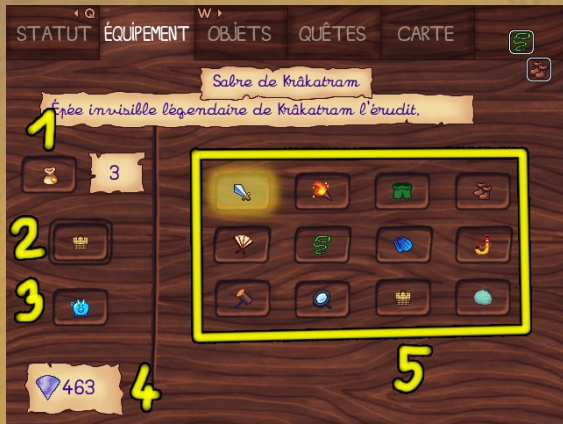 Q W
STATUT ÉQUIPEMENT OBJETS QUÊTES CARTE
Sabre de Krâkatram
Épée invisible légendaire de Krâkatram l'érudit.
1
3
2
3
463
4
5